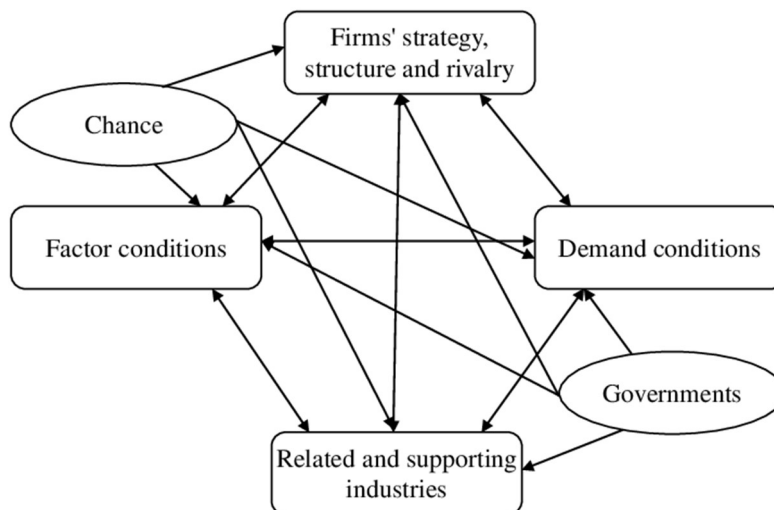 Firms' strategy,
structure and rivalry
Chance
Factor conditions
Demand conditions
Governments
Related and supporting
industries